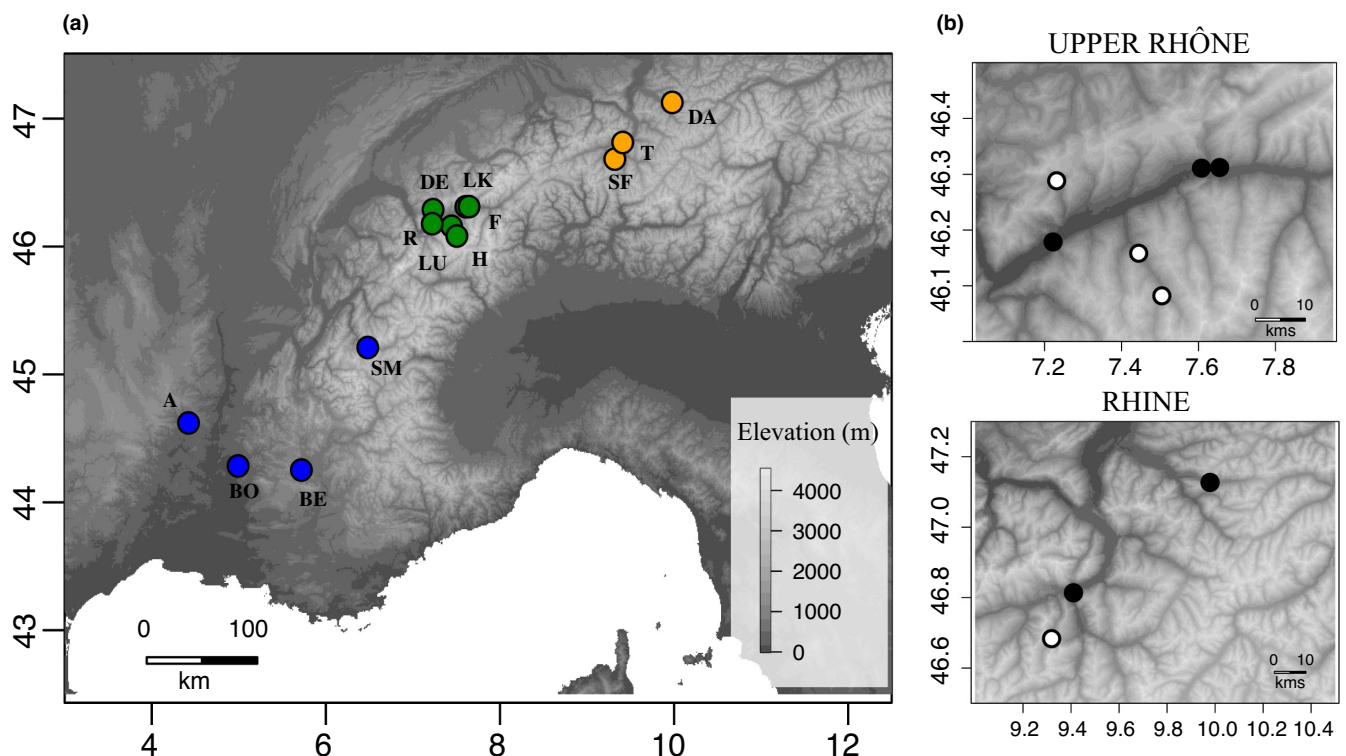 (a)
47
46
45
44
43
4
6
8
10
12
DA
T
SF
DE
LK
R
F
LU
H
SM
A
BO
BE
0
100
km
Elevation (m)
4000
3000
2000
1000
0
(b)
UPPER RHÔNE
46.4
46.3
46.2
46.1
0
10
kms
7.2
7.4
7.6
7.8
RHINE
47.2
47.0
46.8
46.6
0
10
kms
9.2
9.4
9.6
9.8
10.0
10.2
10.4